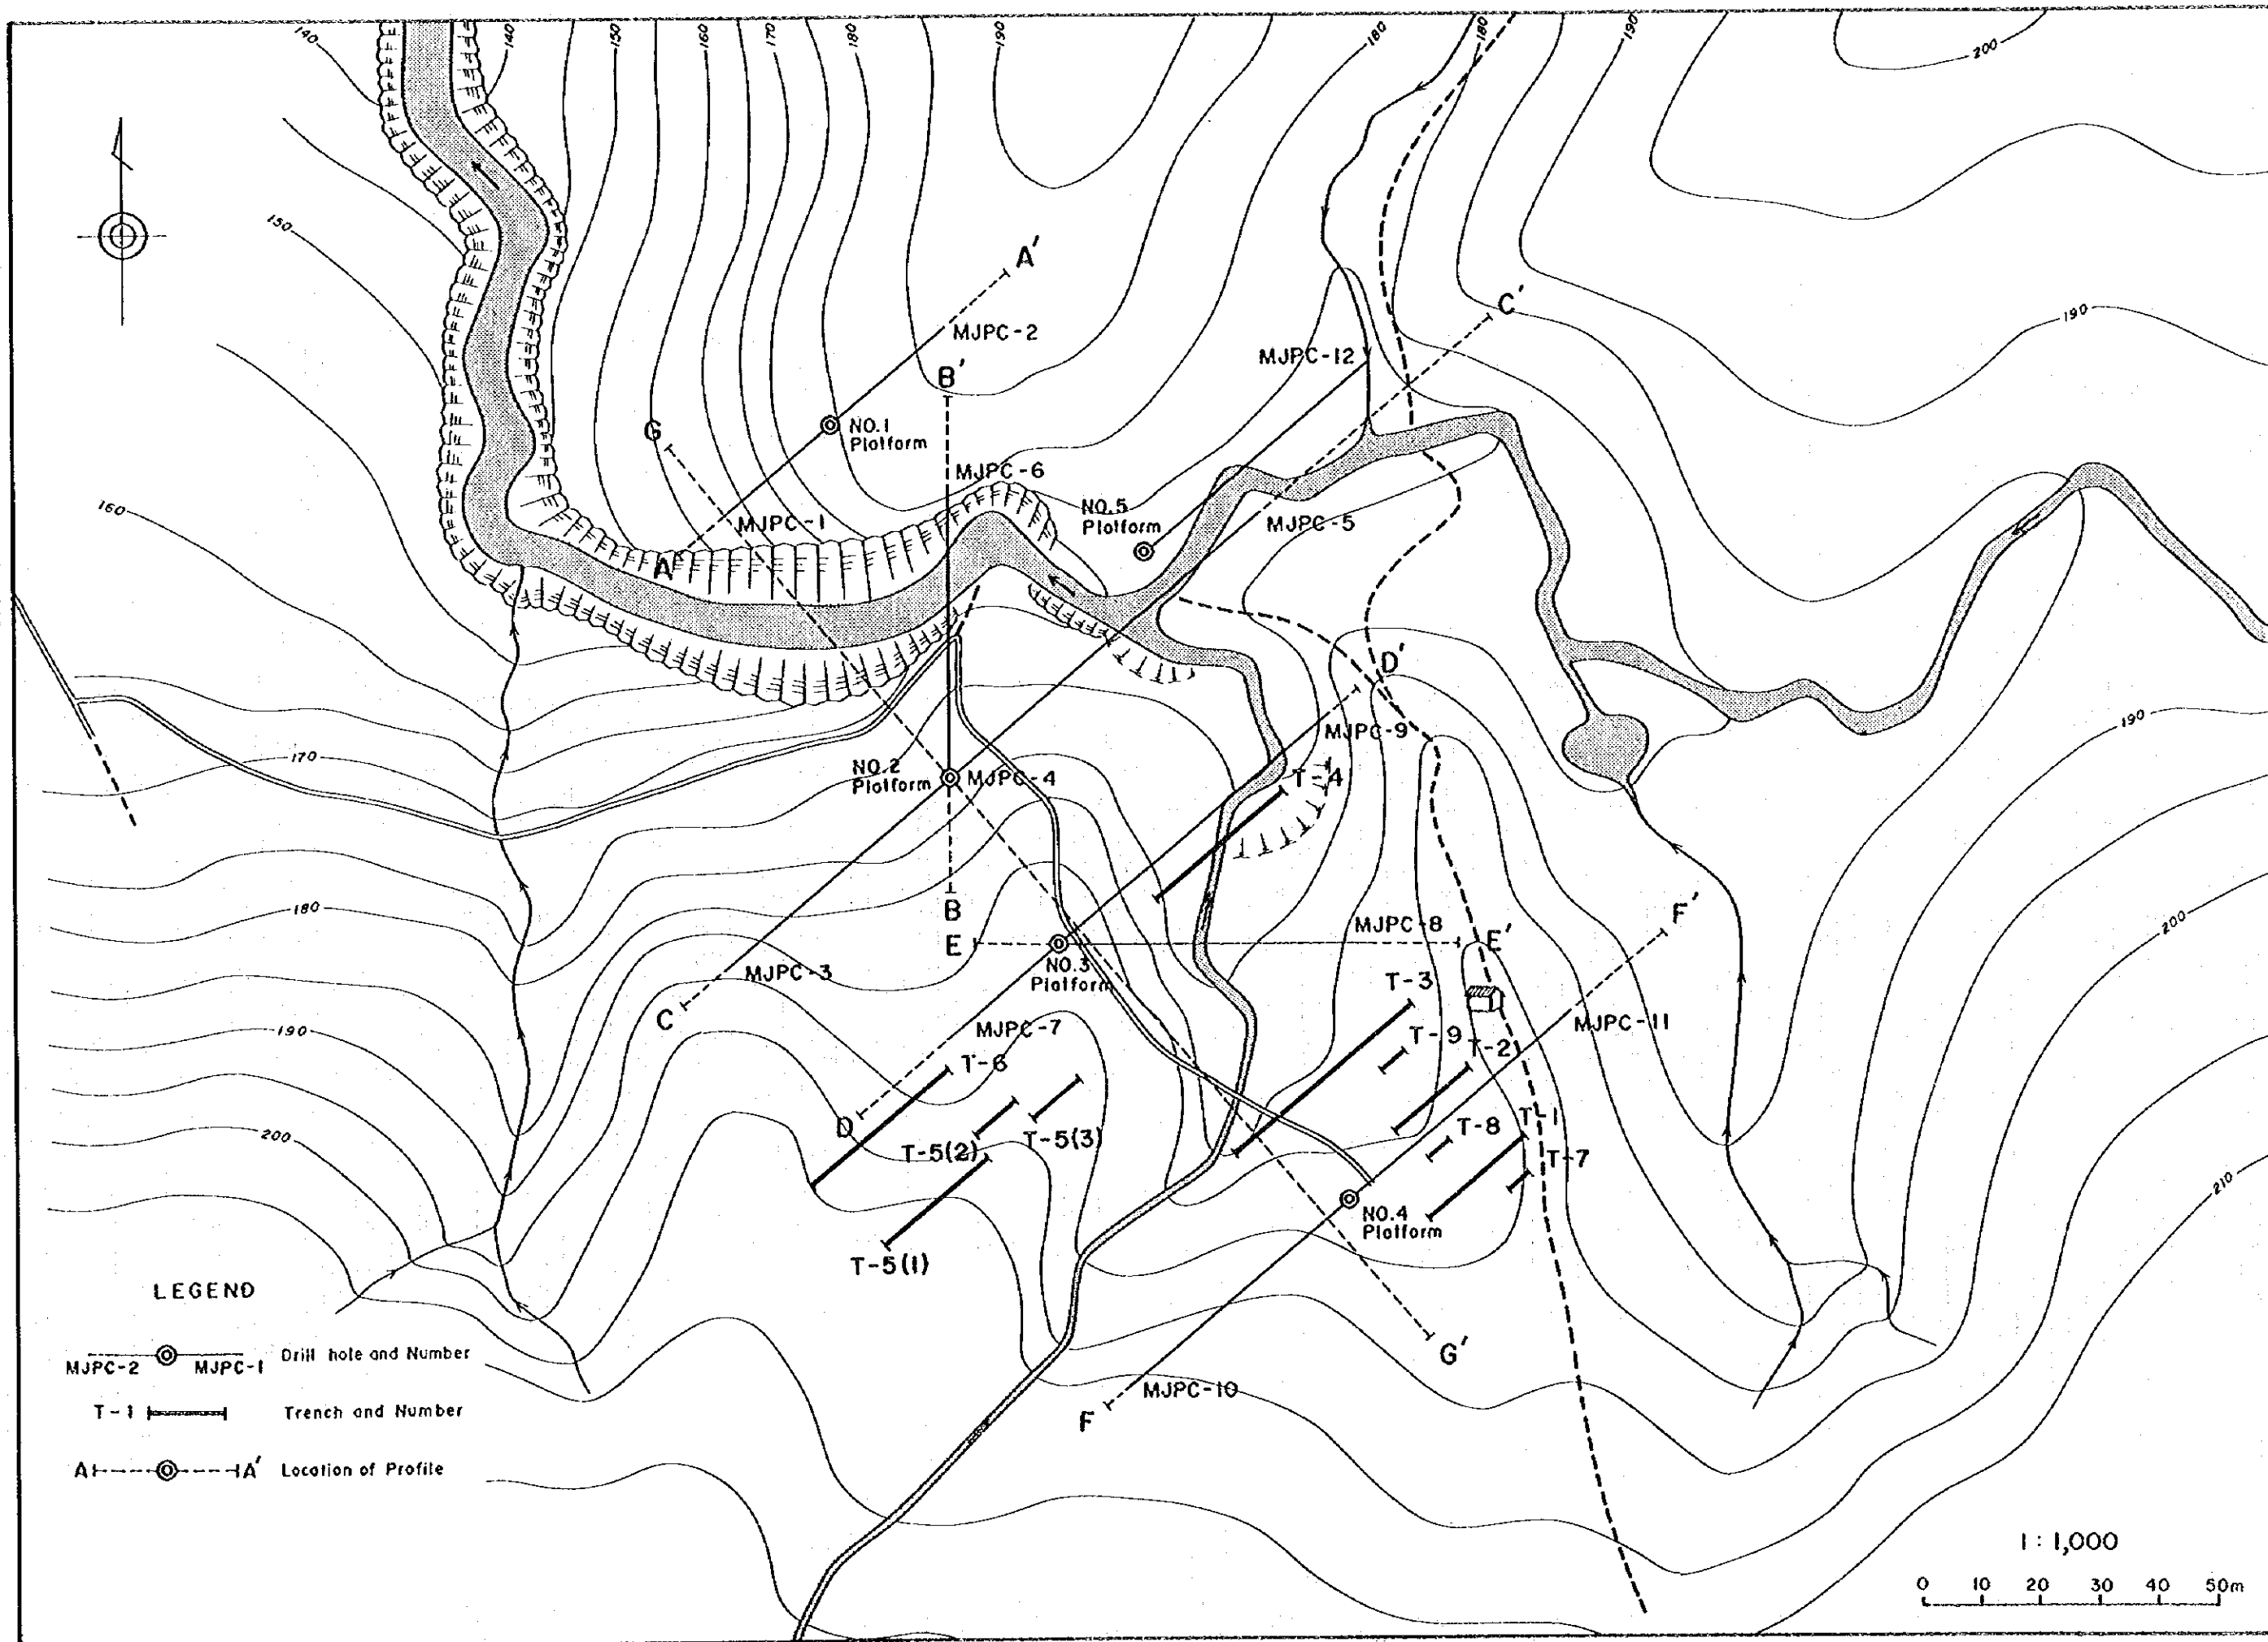 140
140
150
160
170
180
190
180
180
190
200
150
A'
C'
190
MJPC-2
MJPC-12
B'
G
NO.1
Platform
MJPC-6
160
MJPC-1
NO.5
Platform
MJPC-5
A
D'
190
MJPC-9
170
NO.2
Platform
MJPC-4
T-4
180
B
E
MJPC-8
E'
F'
200
MJPC-3
NO.3
Platform
T-3
C
190
MJPC-7
MJPC-11
T-9
T-2
T-6
D
T-5(2)
T-5(3)
T-8
T-1
T-7
200
210
NO.4
Platform
T-5(1)
G'
MJPC-10
F
LEGEND
MJPC-2 MJPC-1 Drill hole and Number
T-1 Trench and Number
A A' Location of Profile
1:1,000
0 10 20 30 40 50m